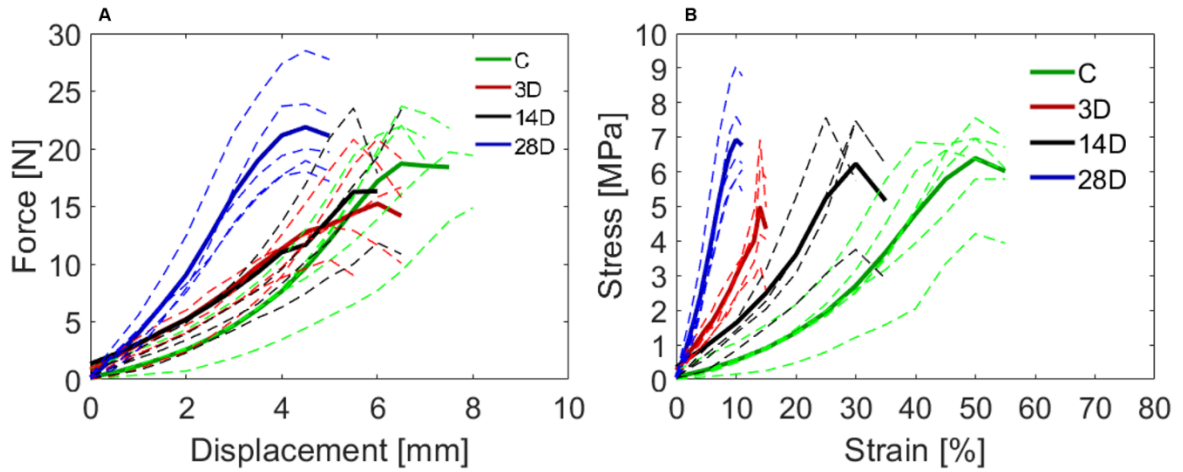 A
Force [N]
30
25
20
15
10
5
0
0 2 4 6 8 10
Displacement [mm]
C
3D
14D
28D
B
Stress [MPa]
10
9
8
7
6
5
4
3
2
1
0
0 10 20 30 40 50 60 70 80
Strain [%]
C
3D
14D
28D